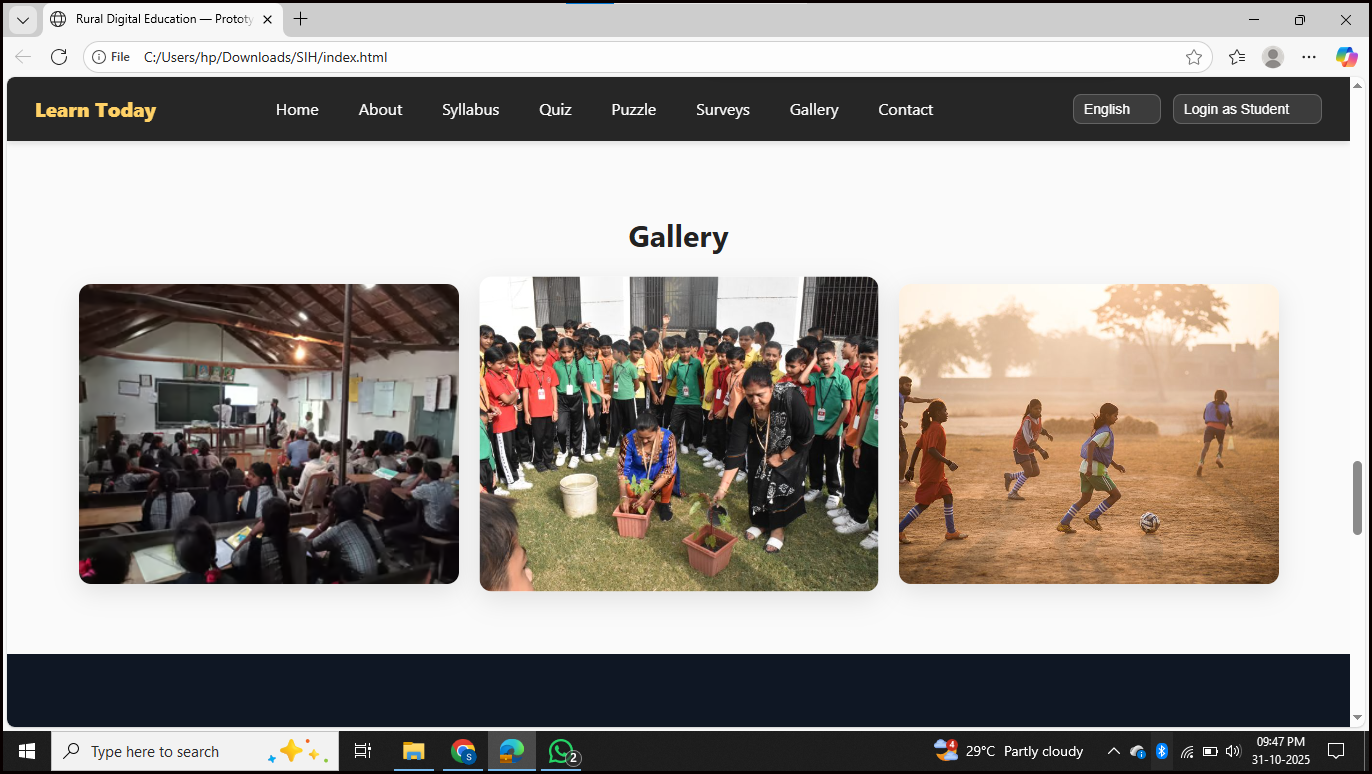 Rural Digital Education — Prototy
File C:/Users/hp/Downloads/SIH/index.html
Learn Today Home About Syllabus Quiz Puzzle Surveys Gallery Contact English Login as Student
Gallery
Type here to search
S
2
4
29°C Partly cloudy
09:47 PM
31-10-2025